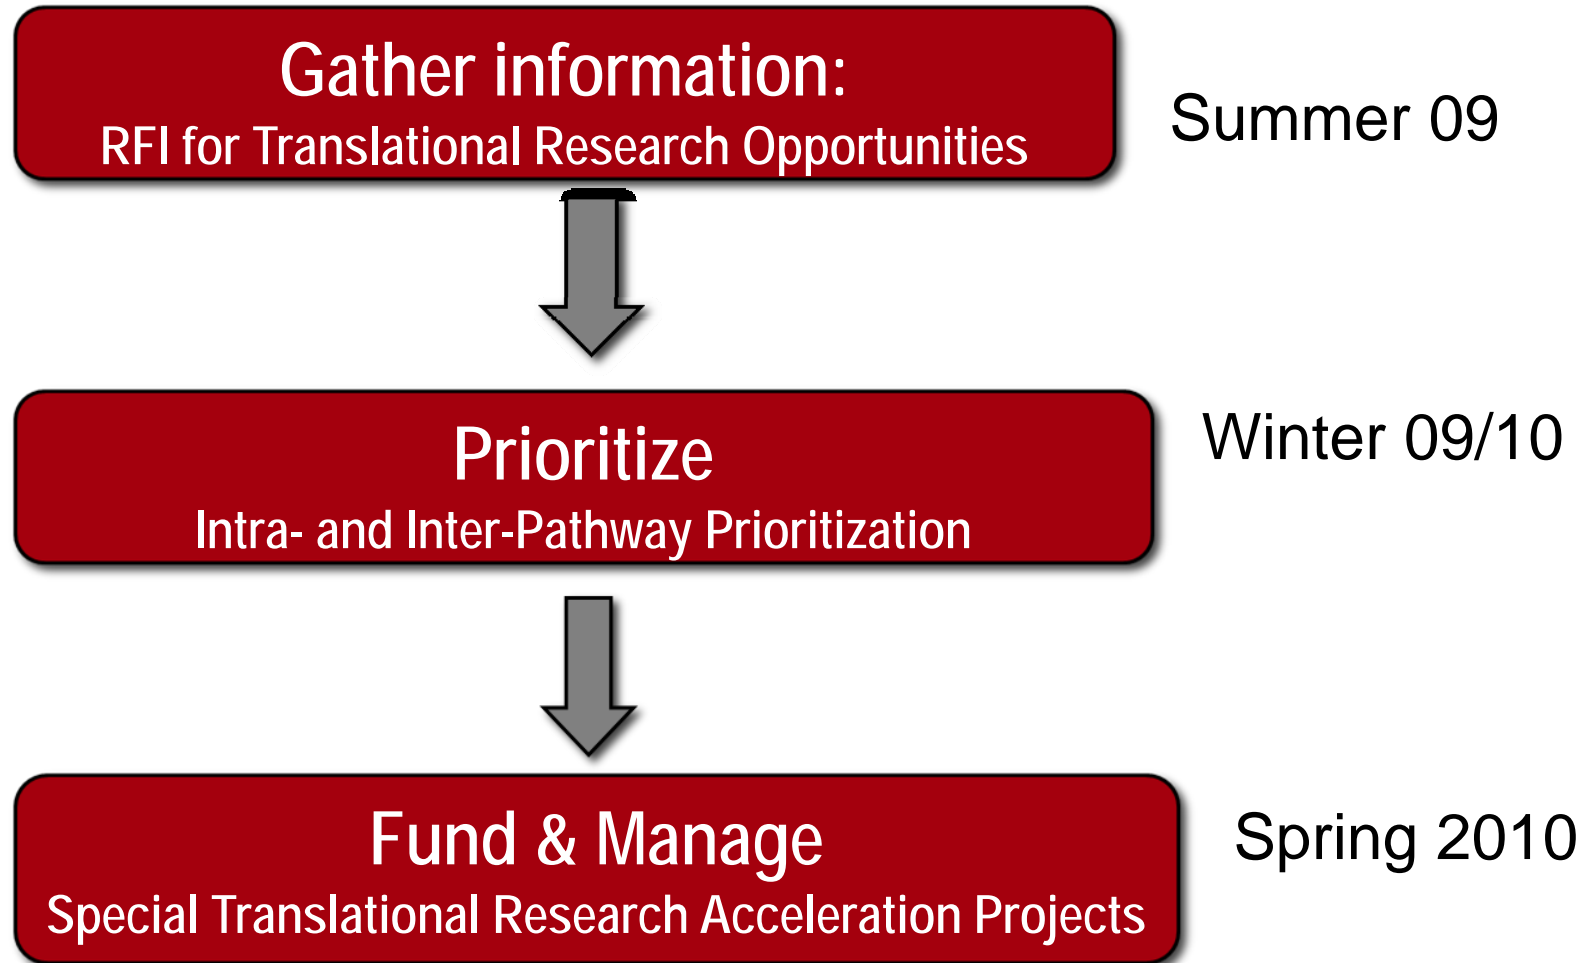 Gather information:
RFI for Translational Research Opportunities
Summer 09
Prioritize
Intra- and Inter-Pathway Prioritization
Winter 09/10
Fund & Manage
Special Translational Research Acceleration Projects
Spring 2010